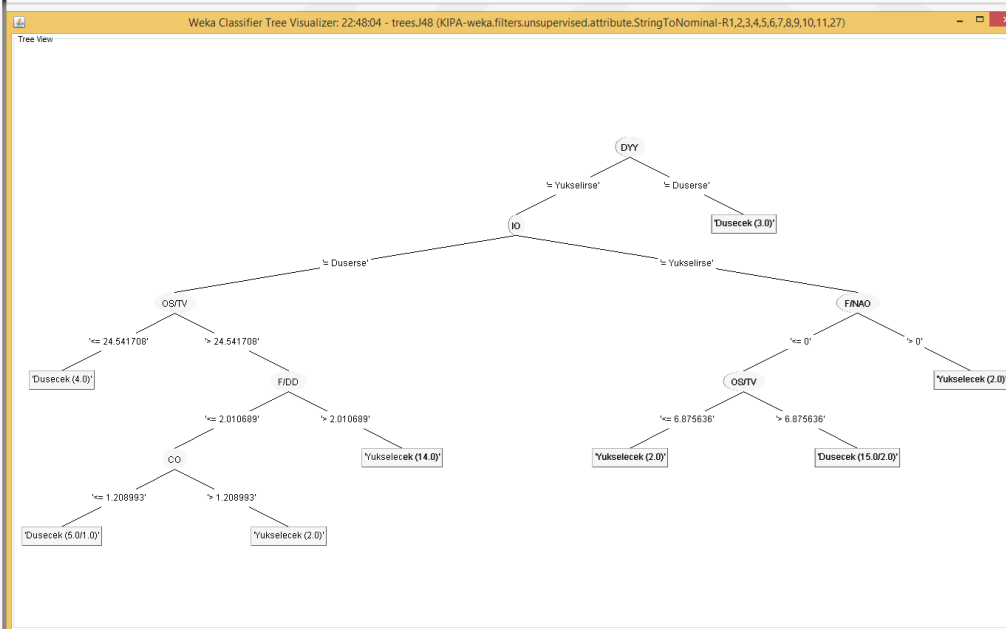 Weka Classifier Tree Visualizer: 22:48:04 - trees.J48 (KIPA-weka.filters.unsupervised.attribute.StringToNominal-R1,2,3,4,5,6,7,8,9,10,11,27)
Tree View
DYY
'= Yukselirse'
'= Duserse'
IO
'Dusecek (3.0)'
'= Duserse'
'= Yukselirse'
OS/TV
F/NAO
'<= 24.541708'
'> 24.541708'
'<= 0'
'> 0'
'Dusecek (4.0)'
F/DD
OS/TV
'Yukselecek (2.0)'
'<= 2.010689'
'> 2.010689'
'<= 6.875636'
'> 6.875636'
CO
'Yukselecek (14.0)'
'Yukselecek (2.0)'
'Dusecek (15.0/2.0)'
'<= 1.208993'
'> 1.208993'
'Dusecek (5.0/1.0)'
'Yukselecek (2.0)'